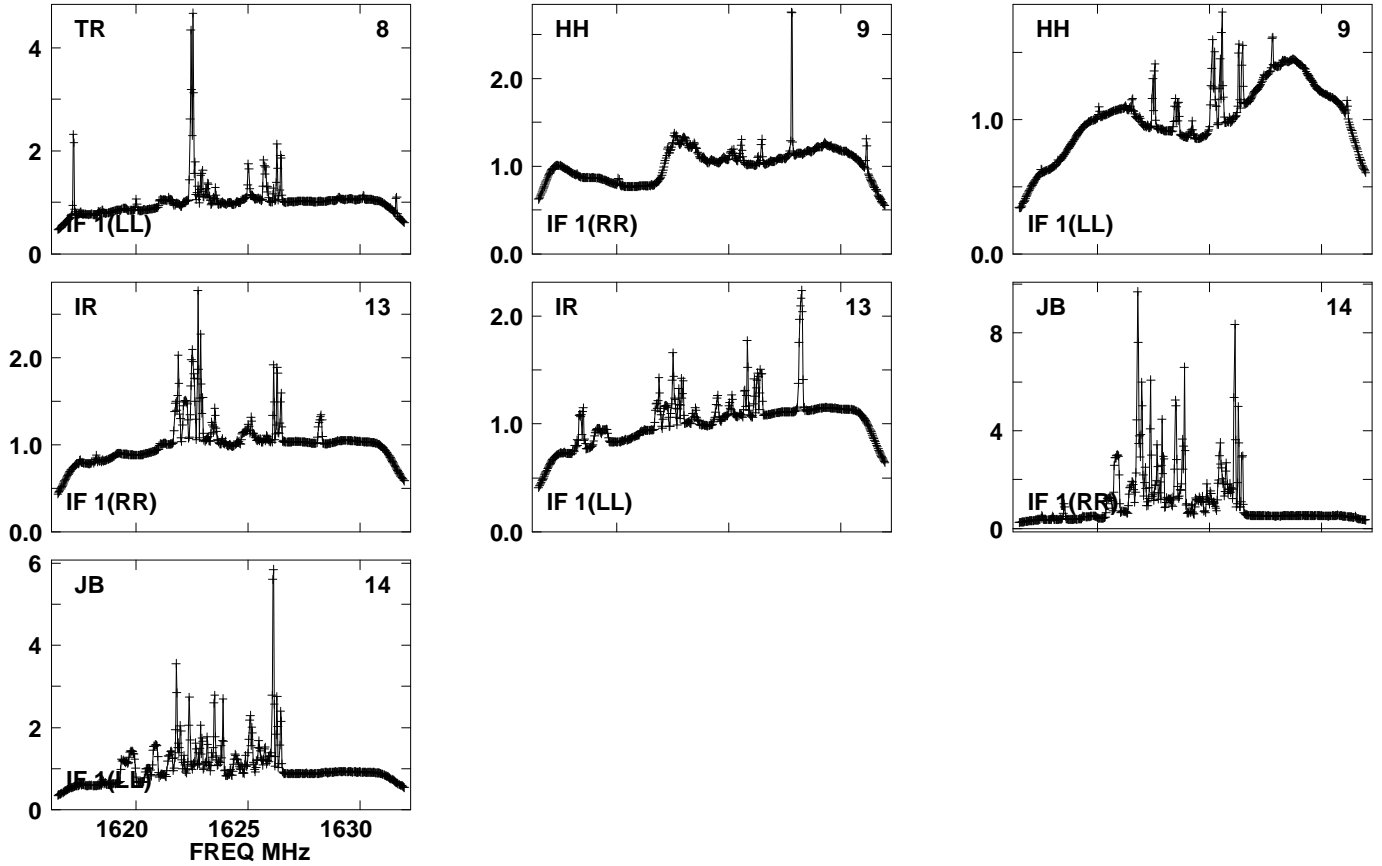 TR 8
4
2
0
IF 1(LL)
HH 9
2.0
1.0
0.0
IF 1(RR)
HH 9
1.0
0.0
IF 1(LL)
IR 13
2.0
1.0
0.0
IF 1(RR)
IR 13
2.0
1.0
0.0
IF 1(LL)
JB 14
8
4
0
IF 1(RR)
JB 14
6
4
2
0
IF 1(LL)
1620 1625 1630
FREQ MHz